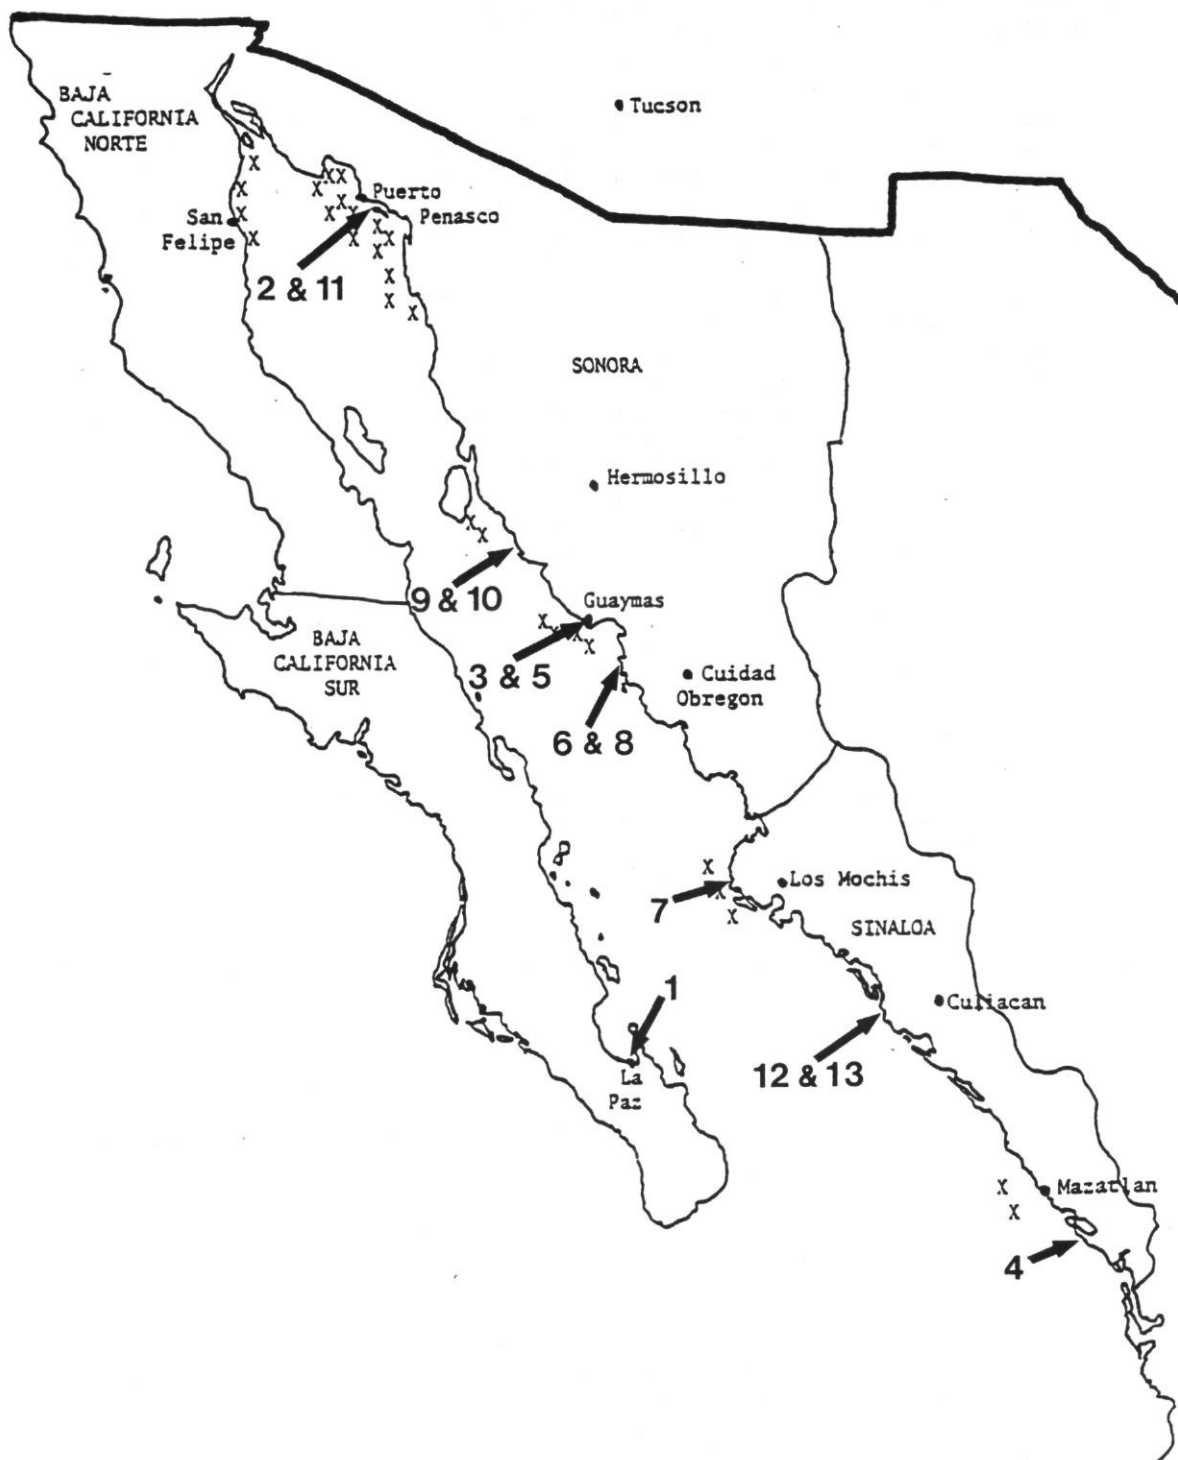 Tucson
BAJA
CALIFORNIA
NORTE
X
X X
X
X
Puerto
X
X
X
X
San
Penasco
X
Felipe
X
X
X
X
2 & 11
X
X
X
SONORA
Hermosillo
X
X
9 & 10
Guaymas
X
X
X
X
BAJA
CALIFORNIA
SUR
3 & 5
Cuidad
Obregon
6 & 8
X
Los Mochis
X
7
X
SINALOA
1
Culiacan
La
Paz
12 & 13
X
Mazatlan
X
4